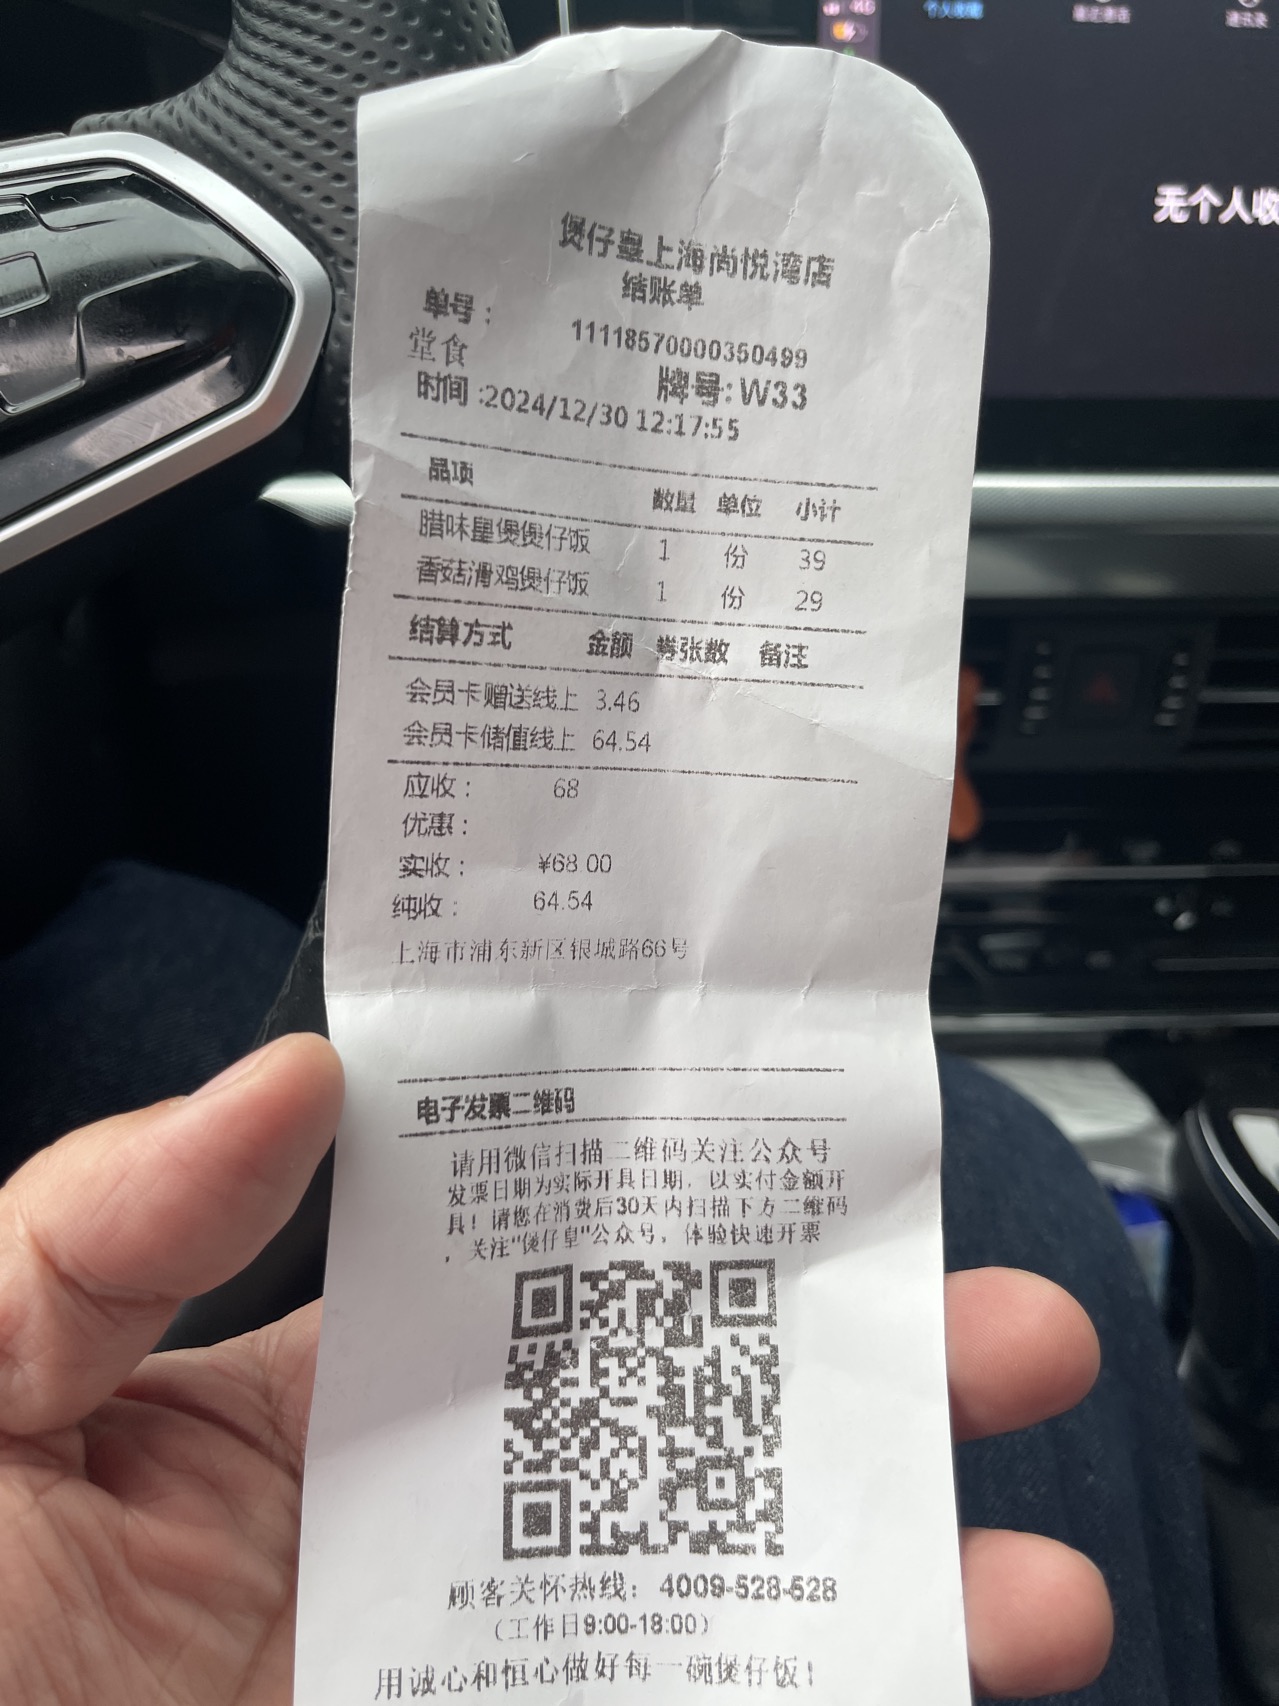 个人收藏
最近通话
通讯录
无个人收
煲仔皇上海尚悦湾店
结账单
单号: 11118570000350499
堂食 牌号:W33
时间:2024/12/30 12:17:55
品项 数量 单位 小计
腊味皇煲煲仔饭 1 份 39
香菇滑鸡煲仔饭 1 份 29
结算方式 金额 券张数 备注
会员卡赠送线上 3.46
会员卡储值线上 64.54
应收: 68
优惠:
实收: ¥68.00
纯收: 64.54
上海市浦东新区银城路66号
电子发票二维码
请用微信扫描二维码关注公众号
发票日期为实际开具日期，以实付金额开
具！请您在消费后30天内扫描下方二维码
，关注"煲仔皇"公众号，体验快速开票
顾客关怀热线：4009-528-528
（工作日9:00-18:00）
用诚心和恒心做好每一碗煲仔饭！